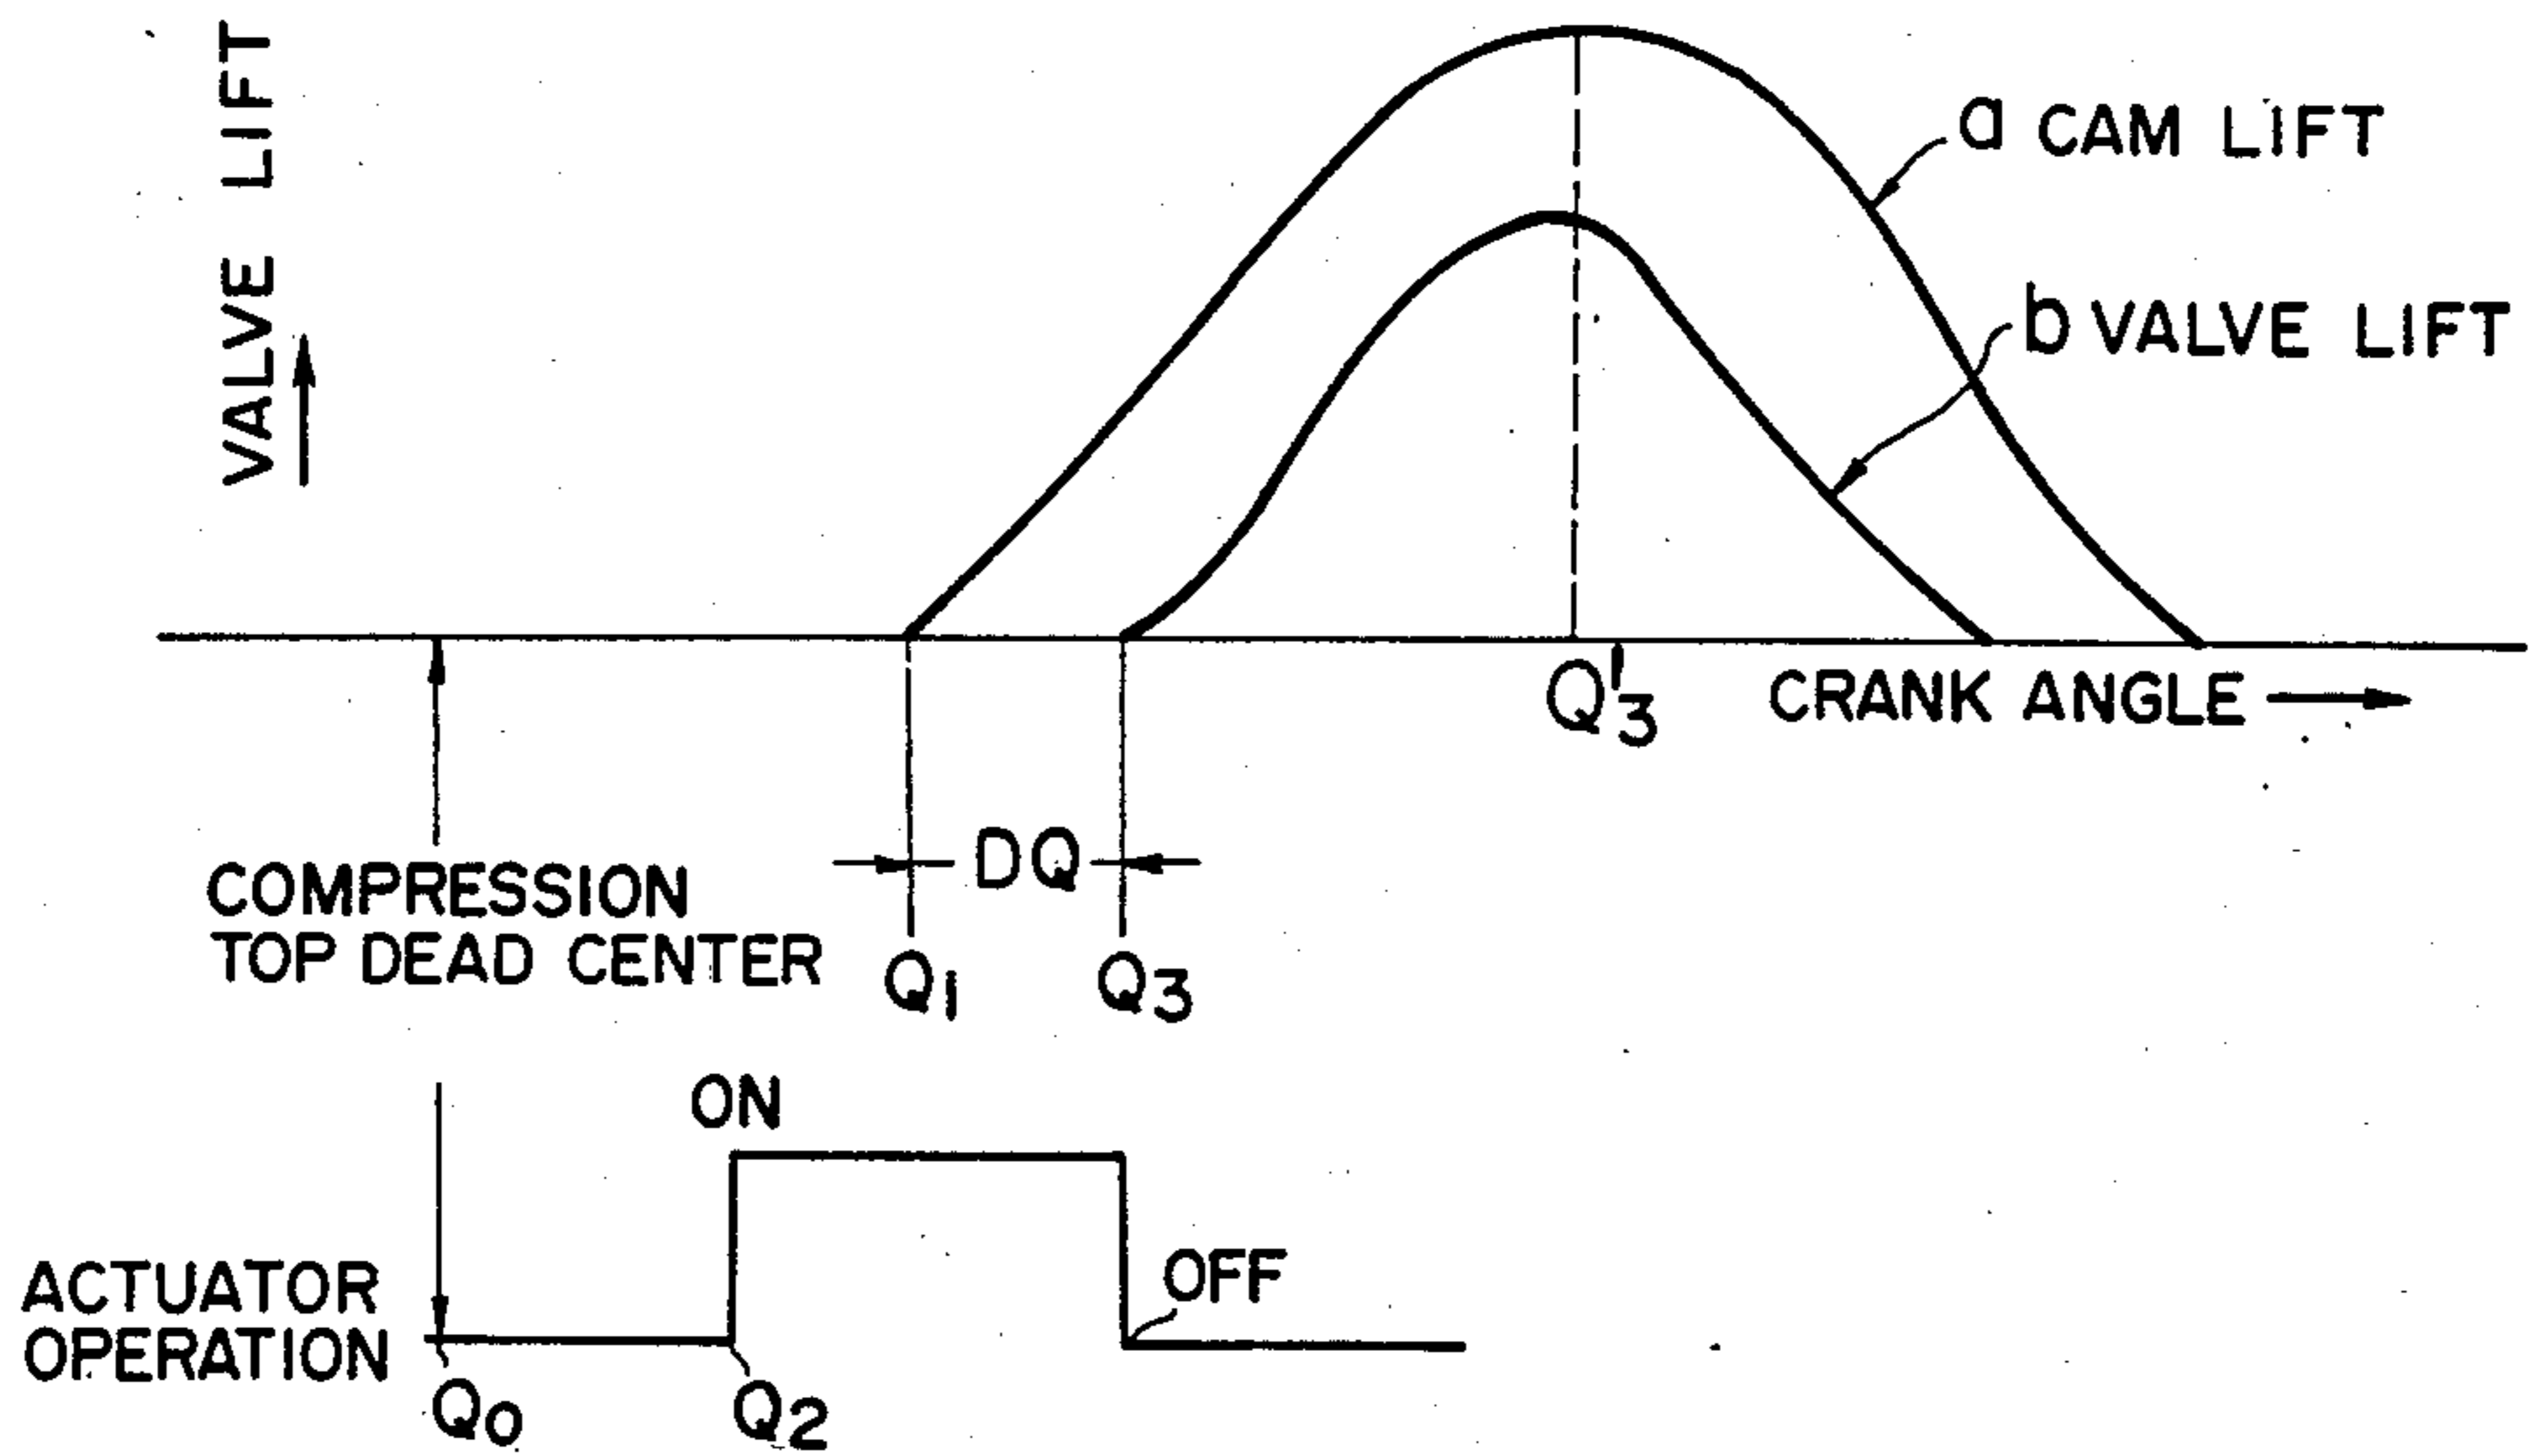 VALVE LIFT
a CAM LIFT
b VALVE LIFT
Q'3
CRANK ANGLE
DQ
COMPRESSION
TOP DEAD CENTER
Q1
Q3
ON
OFF
ACTUATOR
OPERATION
Q0
Q2